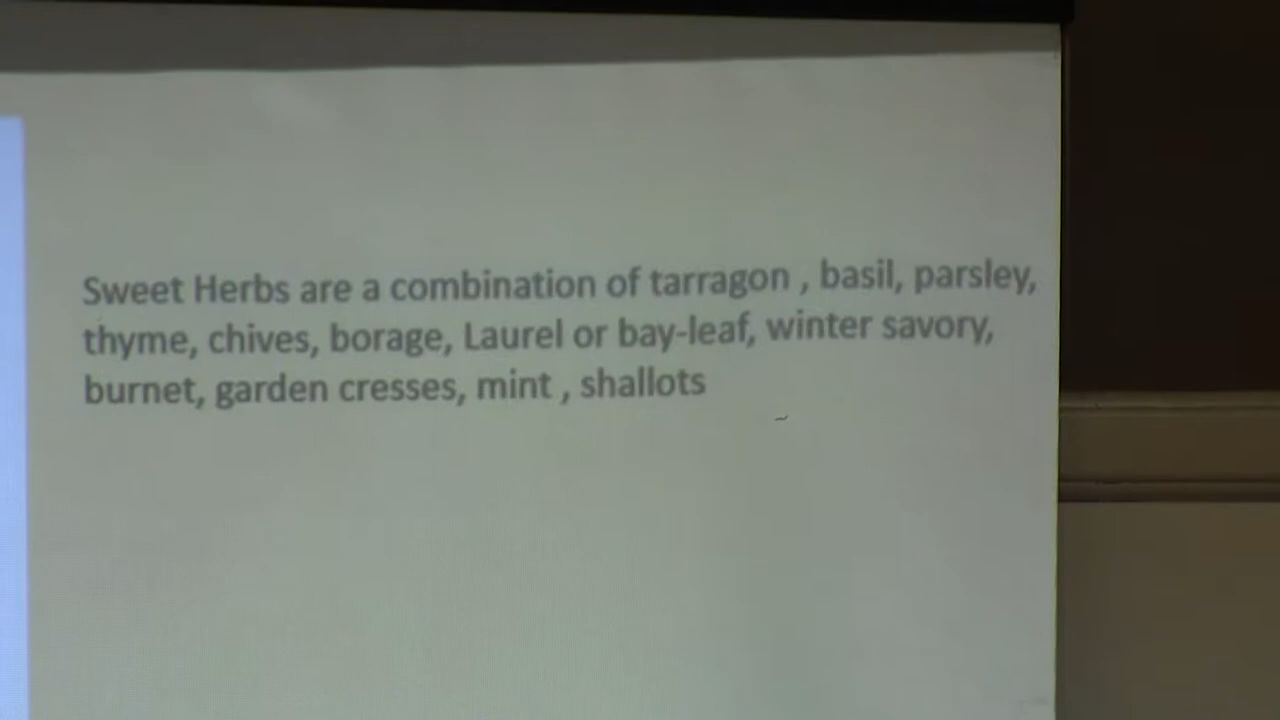 Sweet Herbs are a combination of tarragon , basil, parsley,
thyme, chives, borage, Laurel or bay-leaf, winter savory,
burnet, garden cresses, mint , shallots